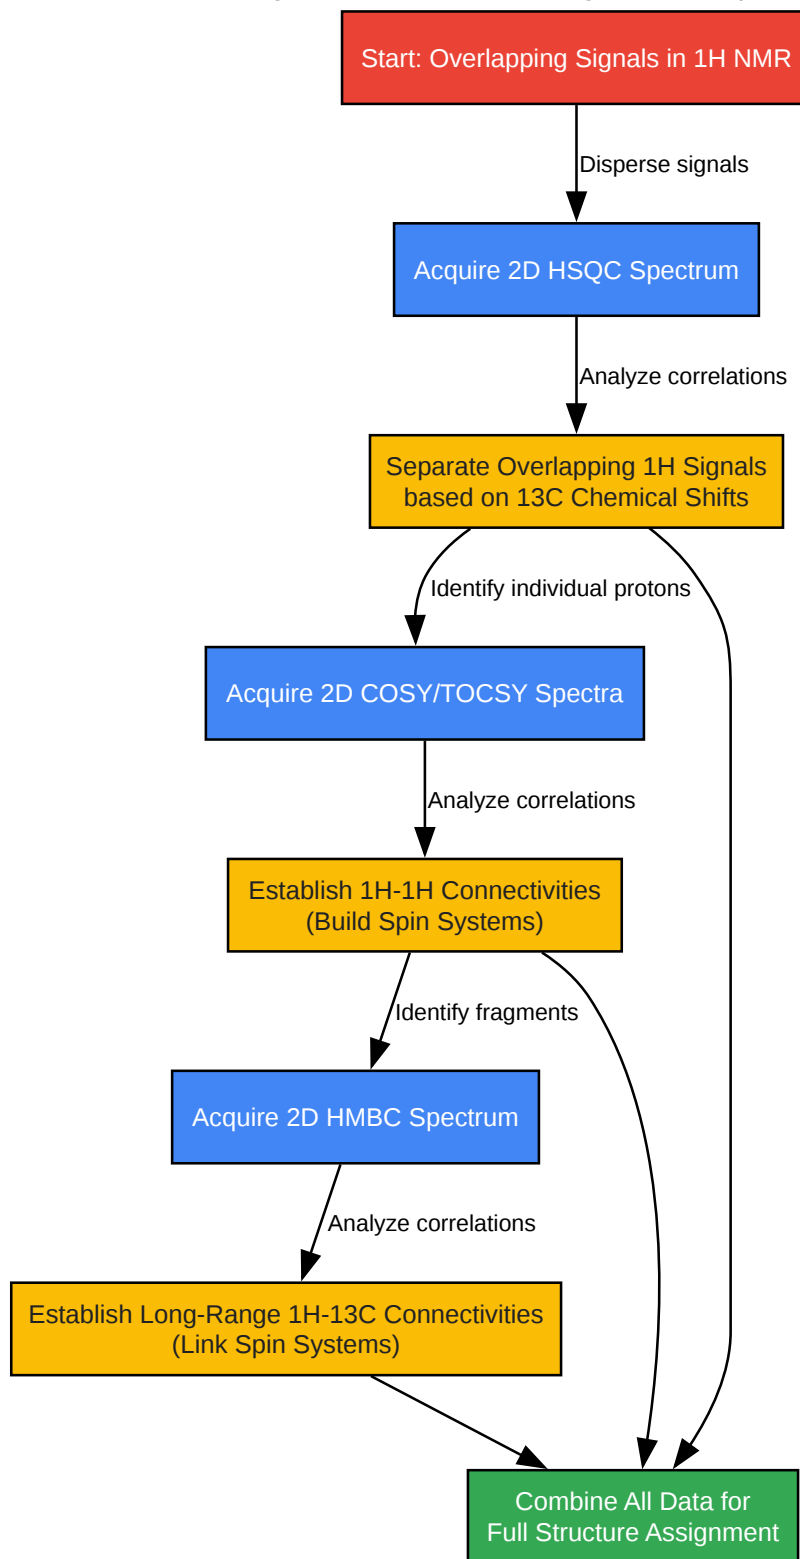 Start: Overlapping Signals in 1H NMR
Disperse signals
Acquire 2D HSQC Spectrum
Analyze correlations
Separate Overlapping 1H Signals
based on 13C Chemical Shifts
Identify individual protons
Acquire 2D COSY/TOCSY Spectra
Analyze correlations
Establish 1H-1H Connectivities
(Build Spin Systems)
Identify fragments
Acquire 2D HMBC Spectrum
Analyze correlations
Establish Long-Range 1H-13C Connectivities
(Link Spin Systems)
Combine All Data for
Full Structure Assignment